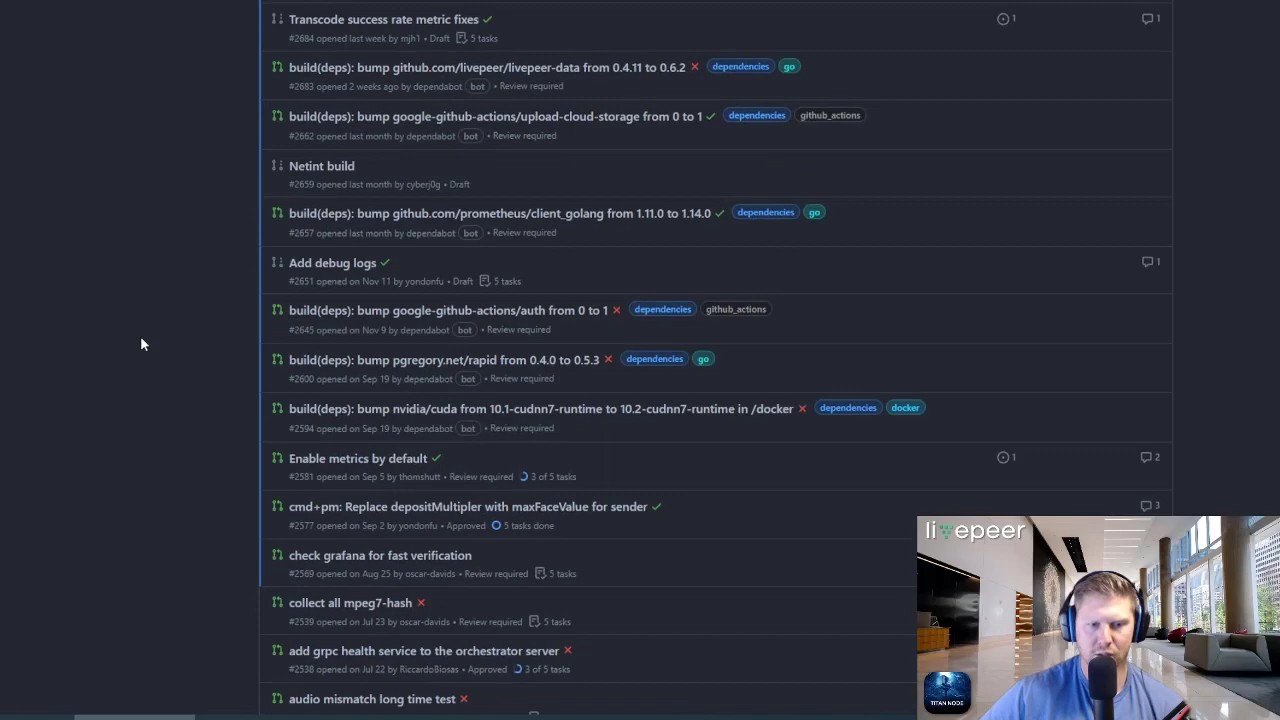 Transcode success rate metric fixes
1
1
#2684 opened last week by mjh1 • Draft 5 tasks
build(deps): bump github.com/livepeer/livepeer-data from 0.4.11 to 0.6.2 dependencies go
#2683 opened 2 weeks ago by dependabot bot • Review required
build(deps): bump google-github-actions/upload-cloud-storage from 0 to 1 dependencies github_actions
#2662 opened last month by dependabot bot • Review required
Netint build
#2659 opened last month by cyberj0g • Draft
build(deps): bump github.com/prometheus/client_golang from 1.11.0 to 1.14.0 dependencies go
#2657 opened last month by dependabot bot • Review required
Add debug logs
1
#2651 opened on Nov 11 by yondonfu • Draft 5 tasks
build(deps): bump google-github-actions/auth from 0 to 1 dependencies github_actions
#2645 opened on Nov 9 by dependabot bot • Review required
build(deps): bump pgregory.net/rapid from 0.4.0 to 0.5.3 dependencies go
#2600 opened on Sep 19 by dependabot bot • Review required
build(deps): bump nvidia/cuda from 10.1-cudnn7-runtime to 10.2-cudnn7-runtime in /docker dependencies docker
#2594 opened on Sep 19 by dependabot bot • Review required
Enable metrics by default
1
2
#2581 opened on Sep 5 by thomshutt • Review required 3 of 5 tasks
cmd+pm: Replace depositMultipler with maxFaceValue for sender
3
#2577 opened on Sep 2 by yondonfu • Approved 5 tasks done
check grafana for fast verification
#2569 opened on Aug 25 by oscar-davids • Review required 5 tasks
collect all mpeg7-hash
#2539 opened on Jul 23 by oscar-davids • Review required 5 tasks
add grpc health service to the orchestrator server
#2538 opened on Jul 22 by RiccardoBiosas • Approved 3 of 5 tasks
audio mismatch long time test
livepeer
TITAN NODE